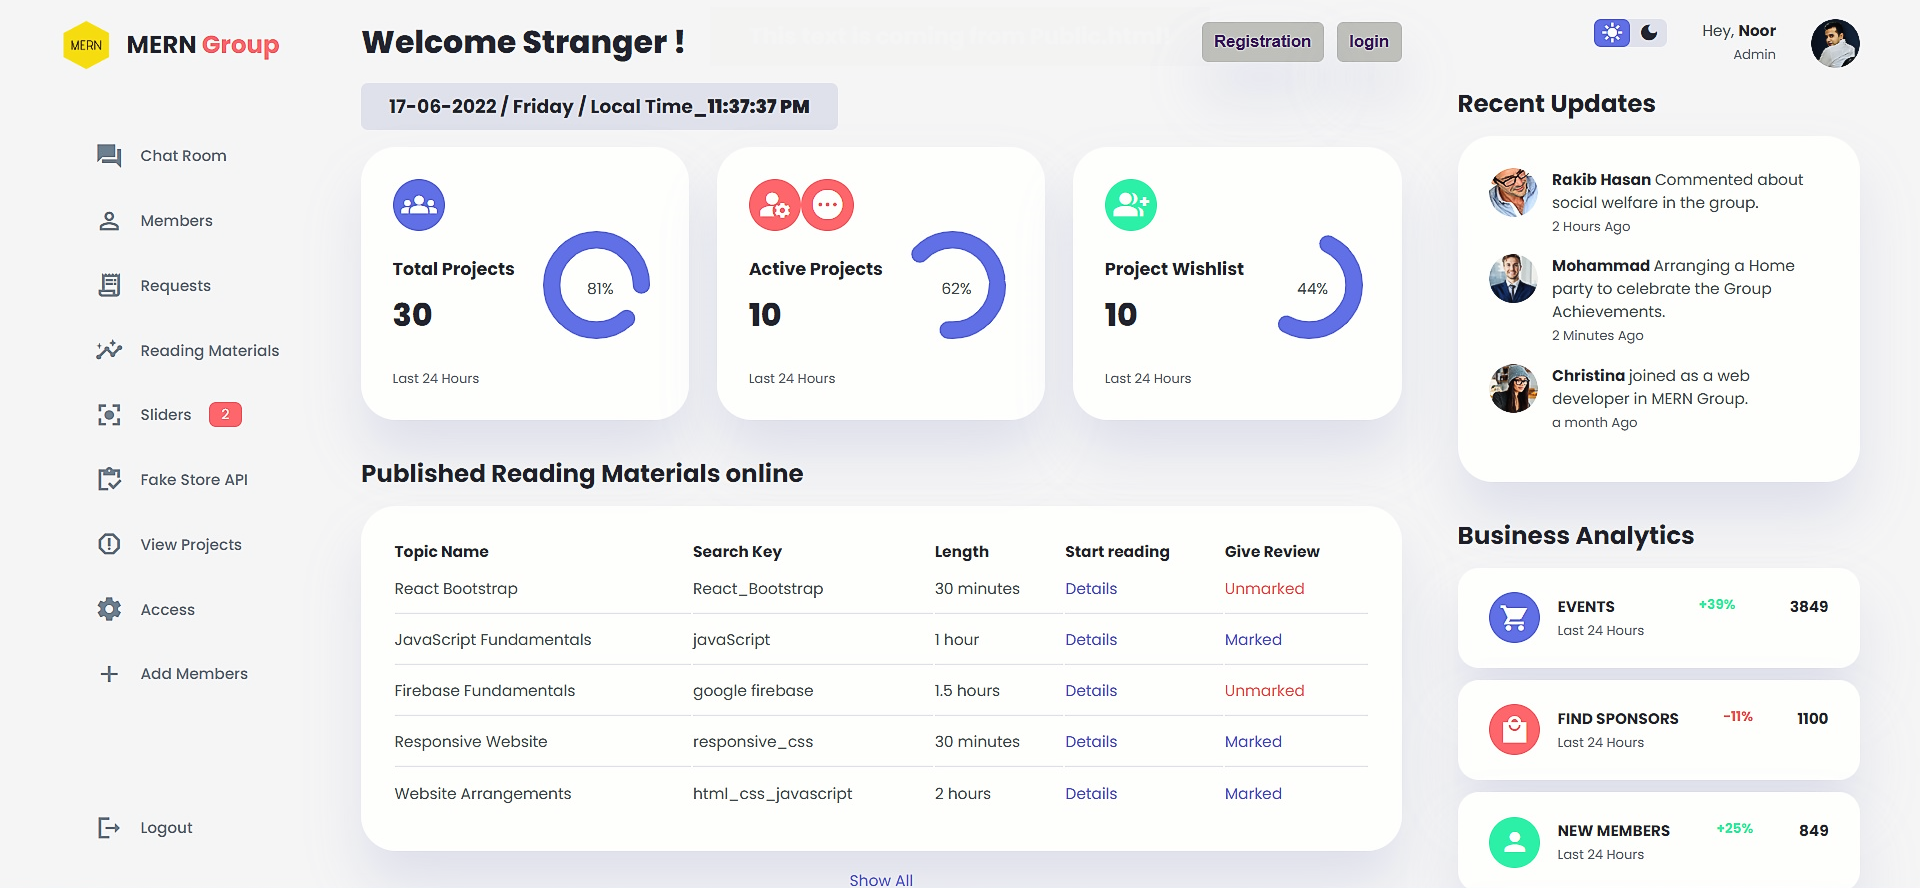 MERN
MERN Group
Chat Room
Members
Requests
Reading Materials
Sliders 2
Fake Store API
View Projects
Access
Add Members
Logout
Welcome Stranger !
Registration login
17-06-2022 / Friday / Local Time_11:37:37 PM
Total Projects
30
81%
Last 24 Hours
Active Projects
10
62%
Last 24 Hours
Project Wishlist
10
44%
Last 24 Hours
Published Reading Materials online
Topic Name Search Key Length Start reading Give Review
React Bootstrap React_Bootstrap 30 minutes Details Unmarked
JavaScript Fundamentals javaScript 1 hour Details Marked
Firebase Fundamentals google firebase 1.5 hours Details Unmarked
Responsive Website responsive_css 30 minutes Details Marked
Website Arrangements html_css_javascript 2 hours Details Marked
Show All
Hey, Noor
Admin
Recent Updates
Rakib Hasan Commented about
social welfare in the group.
2 Hours Ago
Mohammad Arranging a Home
party to celebrate the Group
Achievements.
2 Minutes Ago
Christina joined as a web
developer in MERN Group.
a month Ago
Business Analytics
EVENTS +39% 3849
Last 24 Hours
FIND SPONSORS -11% 1100
Last 24 Hours
NEW MEMBERS +25% 849
Last 24 Hours